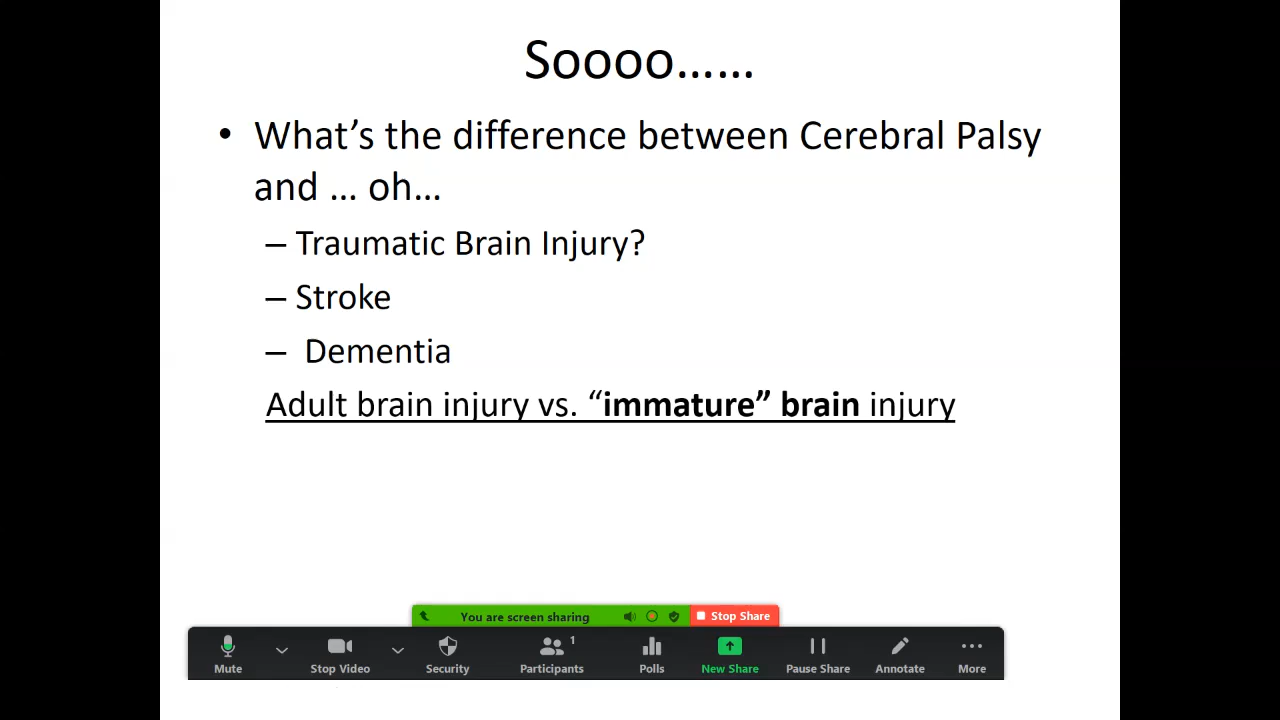 Soooo……
• What's the difference between Cerebral Palsy
and … oh…
– Traumatic Brain Injury?
– Stroke
– Dementia
Adult brain injury vs. “immature” brain injury
You are screen sharing Stop Share
1
Mute Stop Video Security Participants Polls New Share Pause Share Annotate More